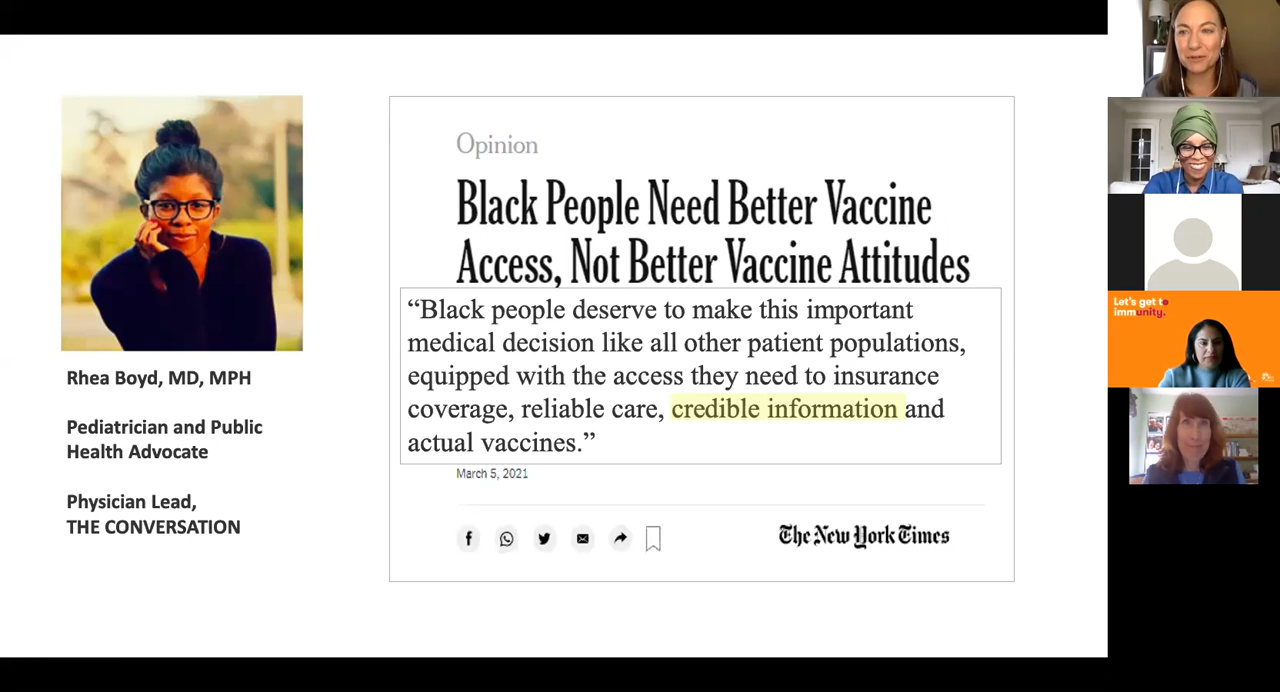 Rhea Boyd, MD, MPH
Pediatrician and Public
Health Advocate
Physician Lead,
THE CONVERSATION
Opinion
Black People Need Better Vaccine
Access, Not Better Vaccine Attitudes
“Black people deserve to make this important
medical decision like all other patient populations,
equipped with the access they need to insurance
coverage, reliable care, credible information and
actual vaccines.”
March 5, 2021
The New York Times
Let's get to
immunity.